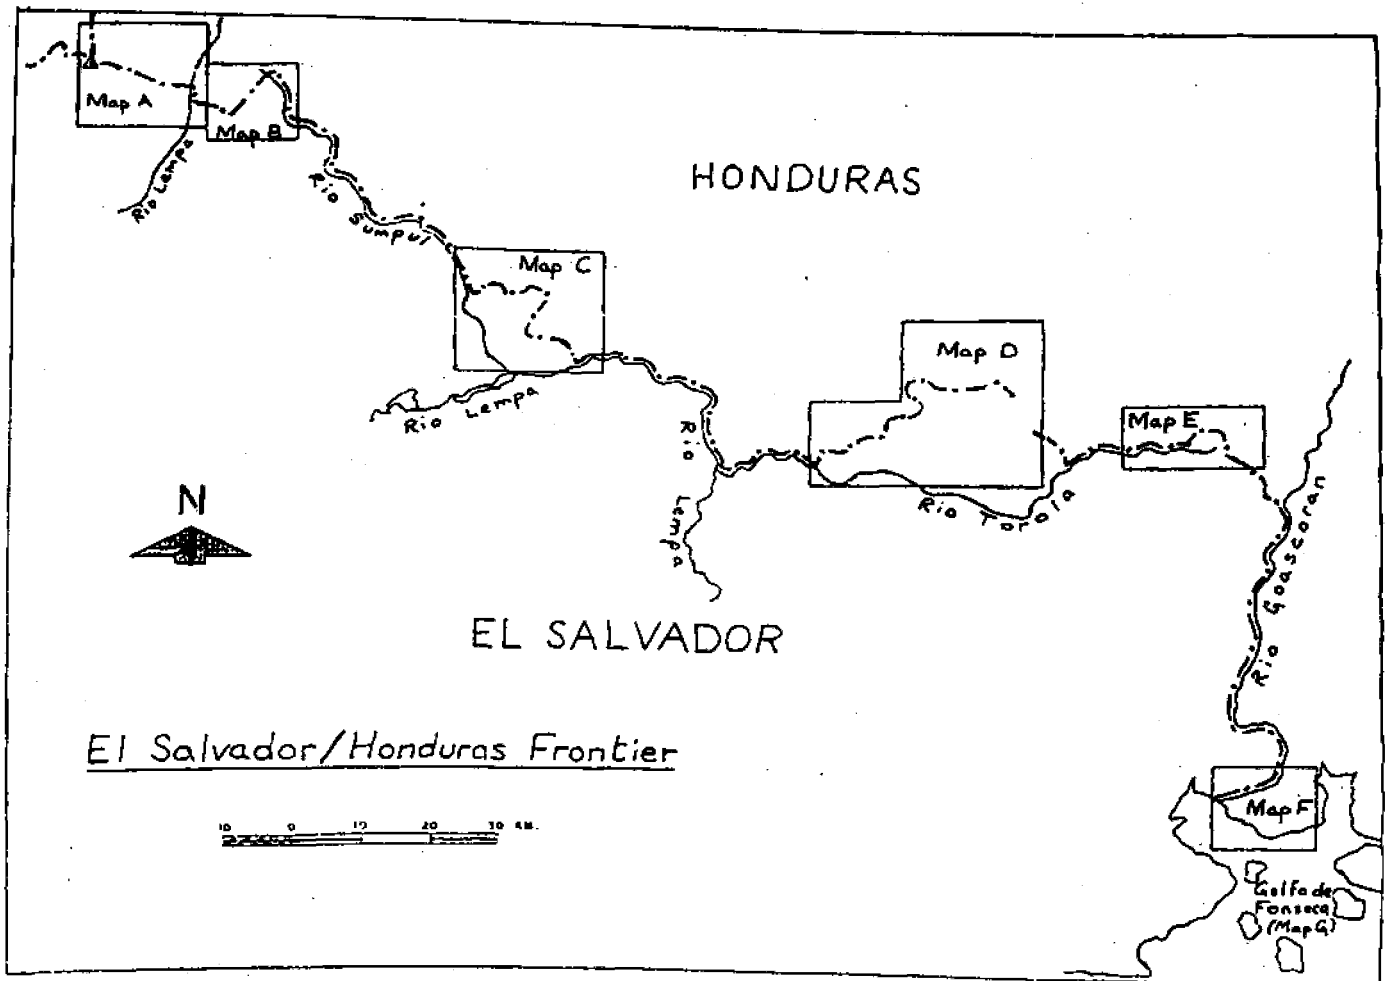 Map A
Map B
Rio Lempa
HONDURAS
Rio Sumpul
Map C
Map D
Rio Lempa
Map E
Rio
Lempa
Rio Torola
N
Rio Goascoran
EL SALVADOR
El Salvador/Honduras Frontier
Map F
10 0 10 20 30 KM.
Golfo de
Fonseca
(Map G)